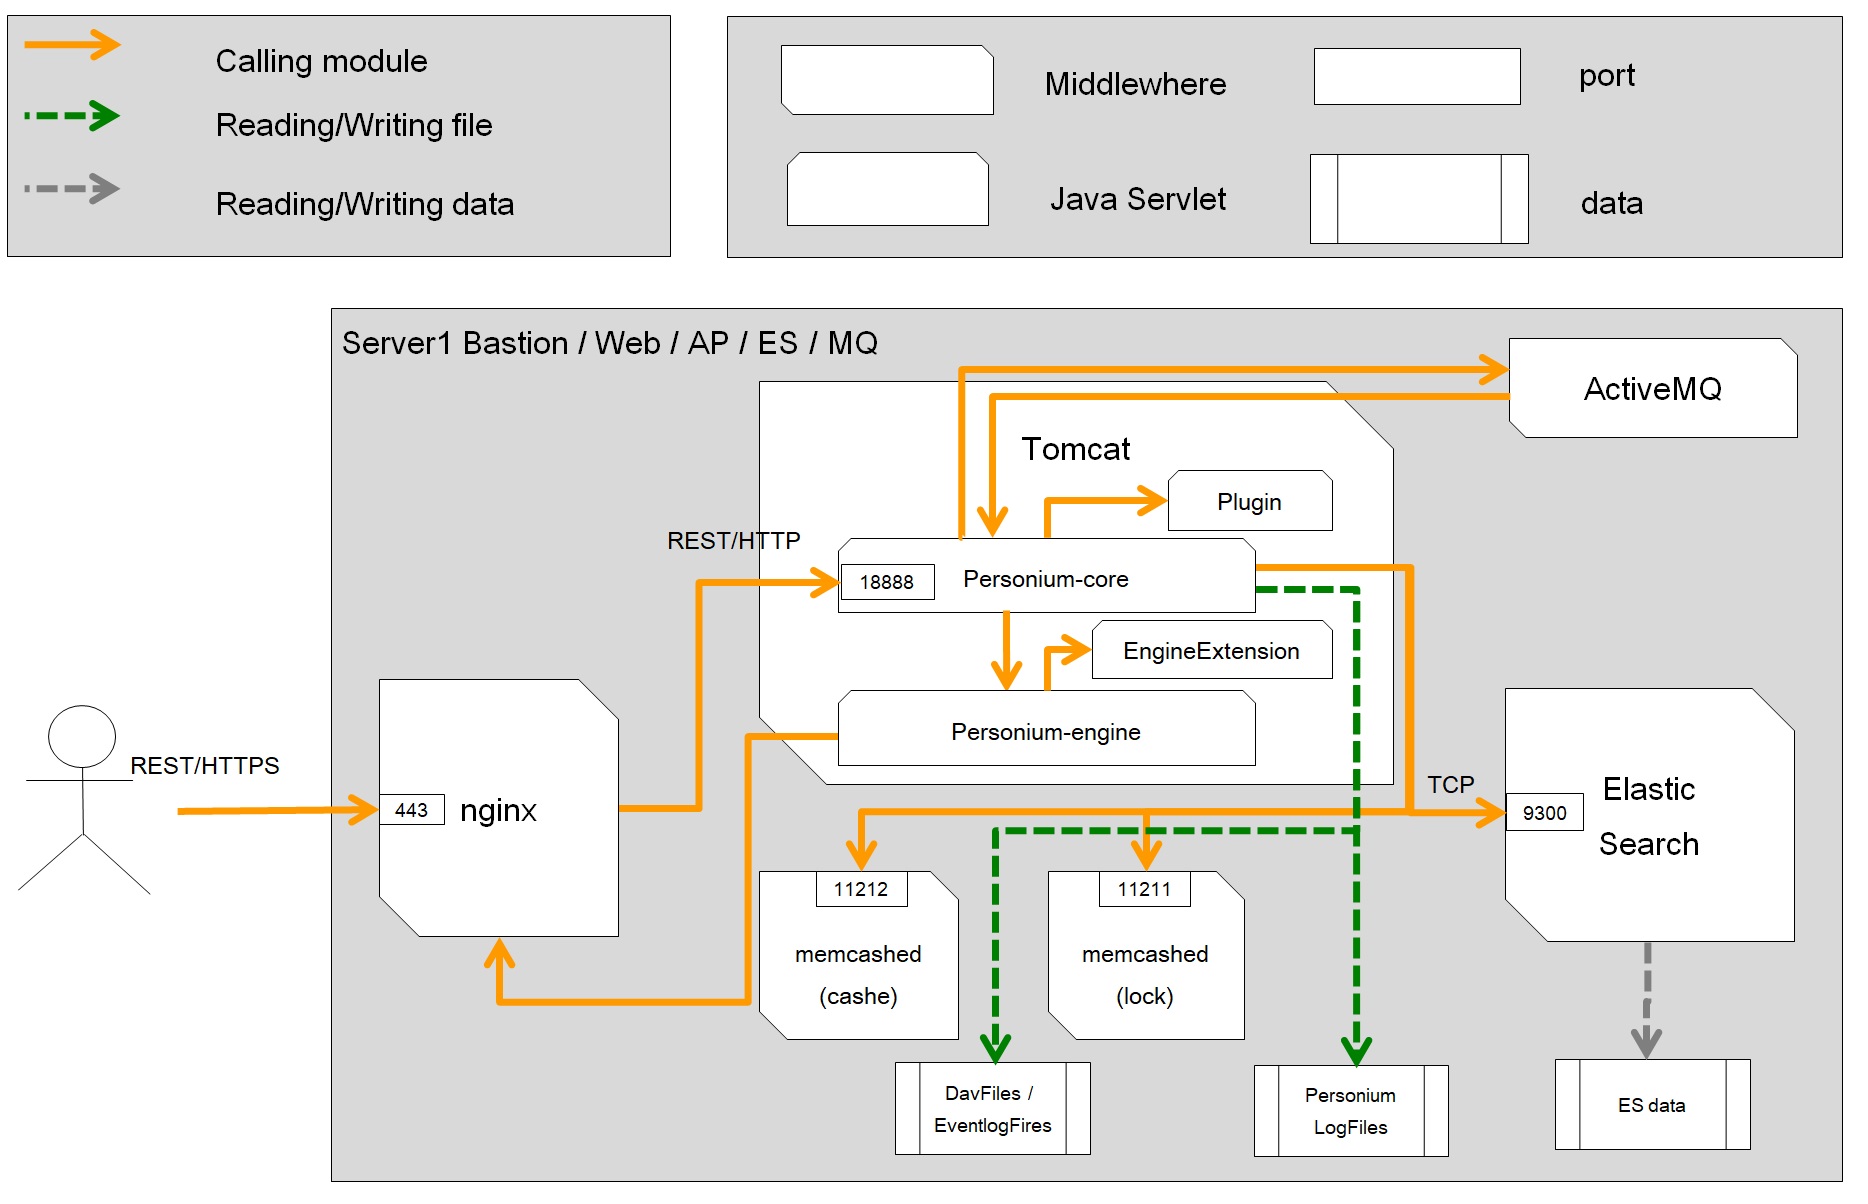 Calling module
Reading/Writing file
Reading/Writing data
Middlewhere
port
Java Servlet
data
Server1 Bastion / Web / AP / ES / MQ
ActiveMQ
Tomcat
Plugin
REST/HTTP
18888
Personium-core
EngineExtension
Personium-engine
REST/HTTPS
443
nginx
TCP
9300
Elastic
Search
11212
memcashed
(cashe)
11211
memcashed
(lock)
DavFiles /
EventlogFires
Personium
LogFiles
ES data